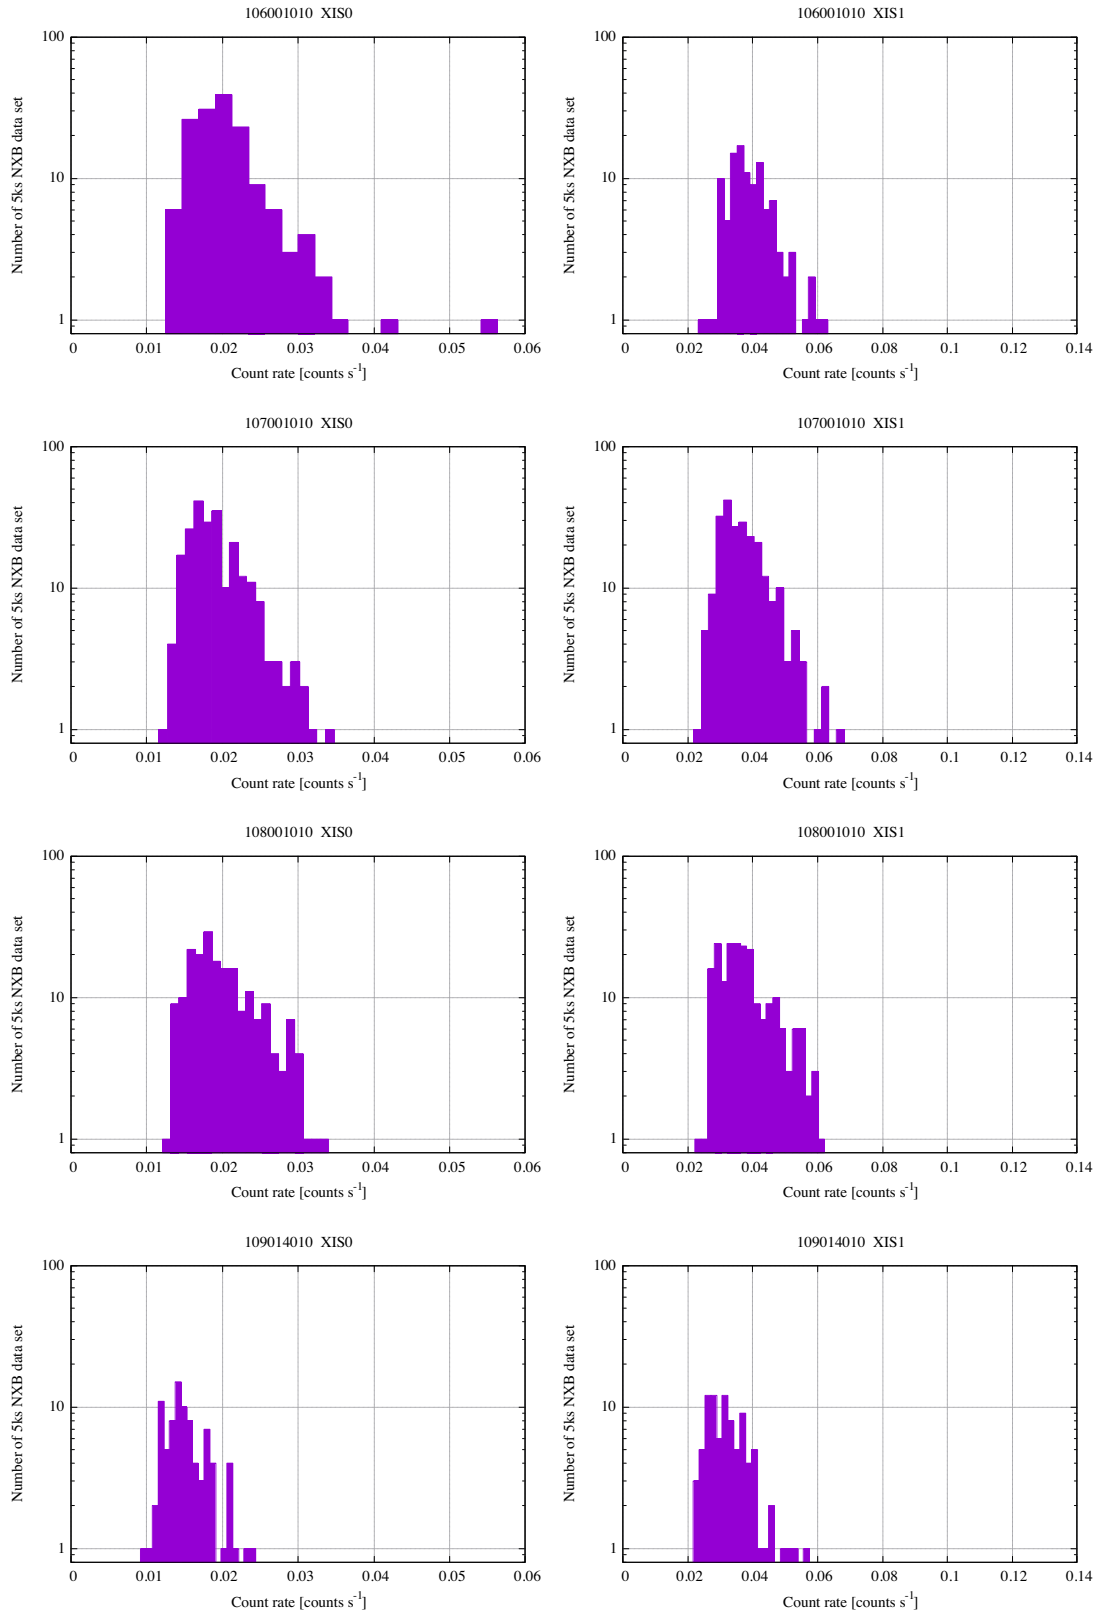 106001010 XIS0
100
10
1
Number of 5ks NXB data set
0 0.01 0.02 0.03 0.04 0.05 0.06
Count rate [counts s⁻¹]
106001010 XIS1
100
10
1
Number of 5ks NXB data set
0 0.02 0.04 0.06 0.08 0.1 0.12 0.14
Count rate [counts s⁻¹]
107001010 XIS0
100
10
1
Number of 5ks NXB data set
0 0.01 0.02 0.03 0.04 0.05 0.06
Count rate [counts s⁻¹]
107001010 XIS1
100
10
1
Number of 5ks NXB data set
0 0.02 0.04 0.06 0.08 0.1 0.12 0.14
Count rate [counts s⁻¹]
108001010 XIS0
100
10
1
Number of 5ks NXB data set
0 0.01 0.02 0.03 0.04 0.05 0.06
Count rate [counts s⁻¹]
108001010 XIS1
100
10
1
Number of 5ks NXB data set
0 0.02 0.04 0.06 0.08 0.1 0.12 0.14
Count rate [counts s⁻¹]
109014010 XIS0
100
10
1
Number of 5ks NXB data set
0 0.01 0.02 0.03 0.04 0.05 0.06
Count rate [counts s⁻¹]
109014010 XIS1
100
10
1
Number of 5ks NXB data set
0 0.02 0.04 0.06 0.08 0.1 0.12 0.14
Count rate [counts s⁻¹]